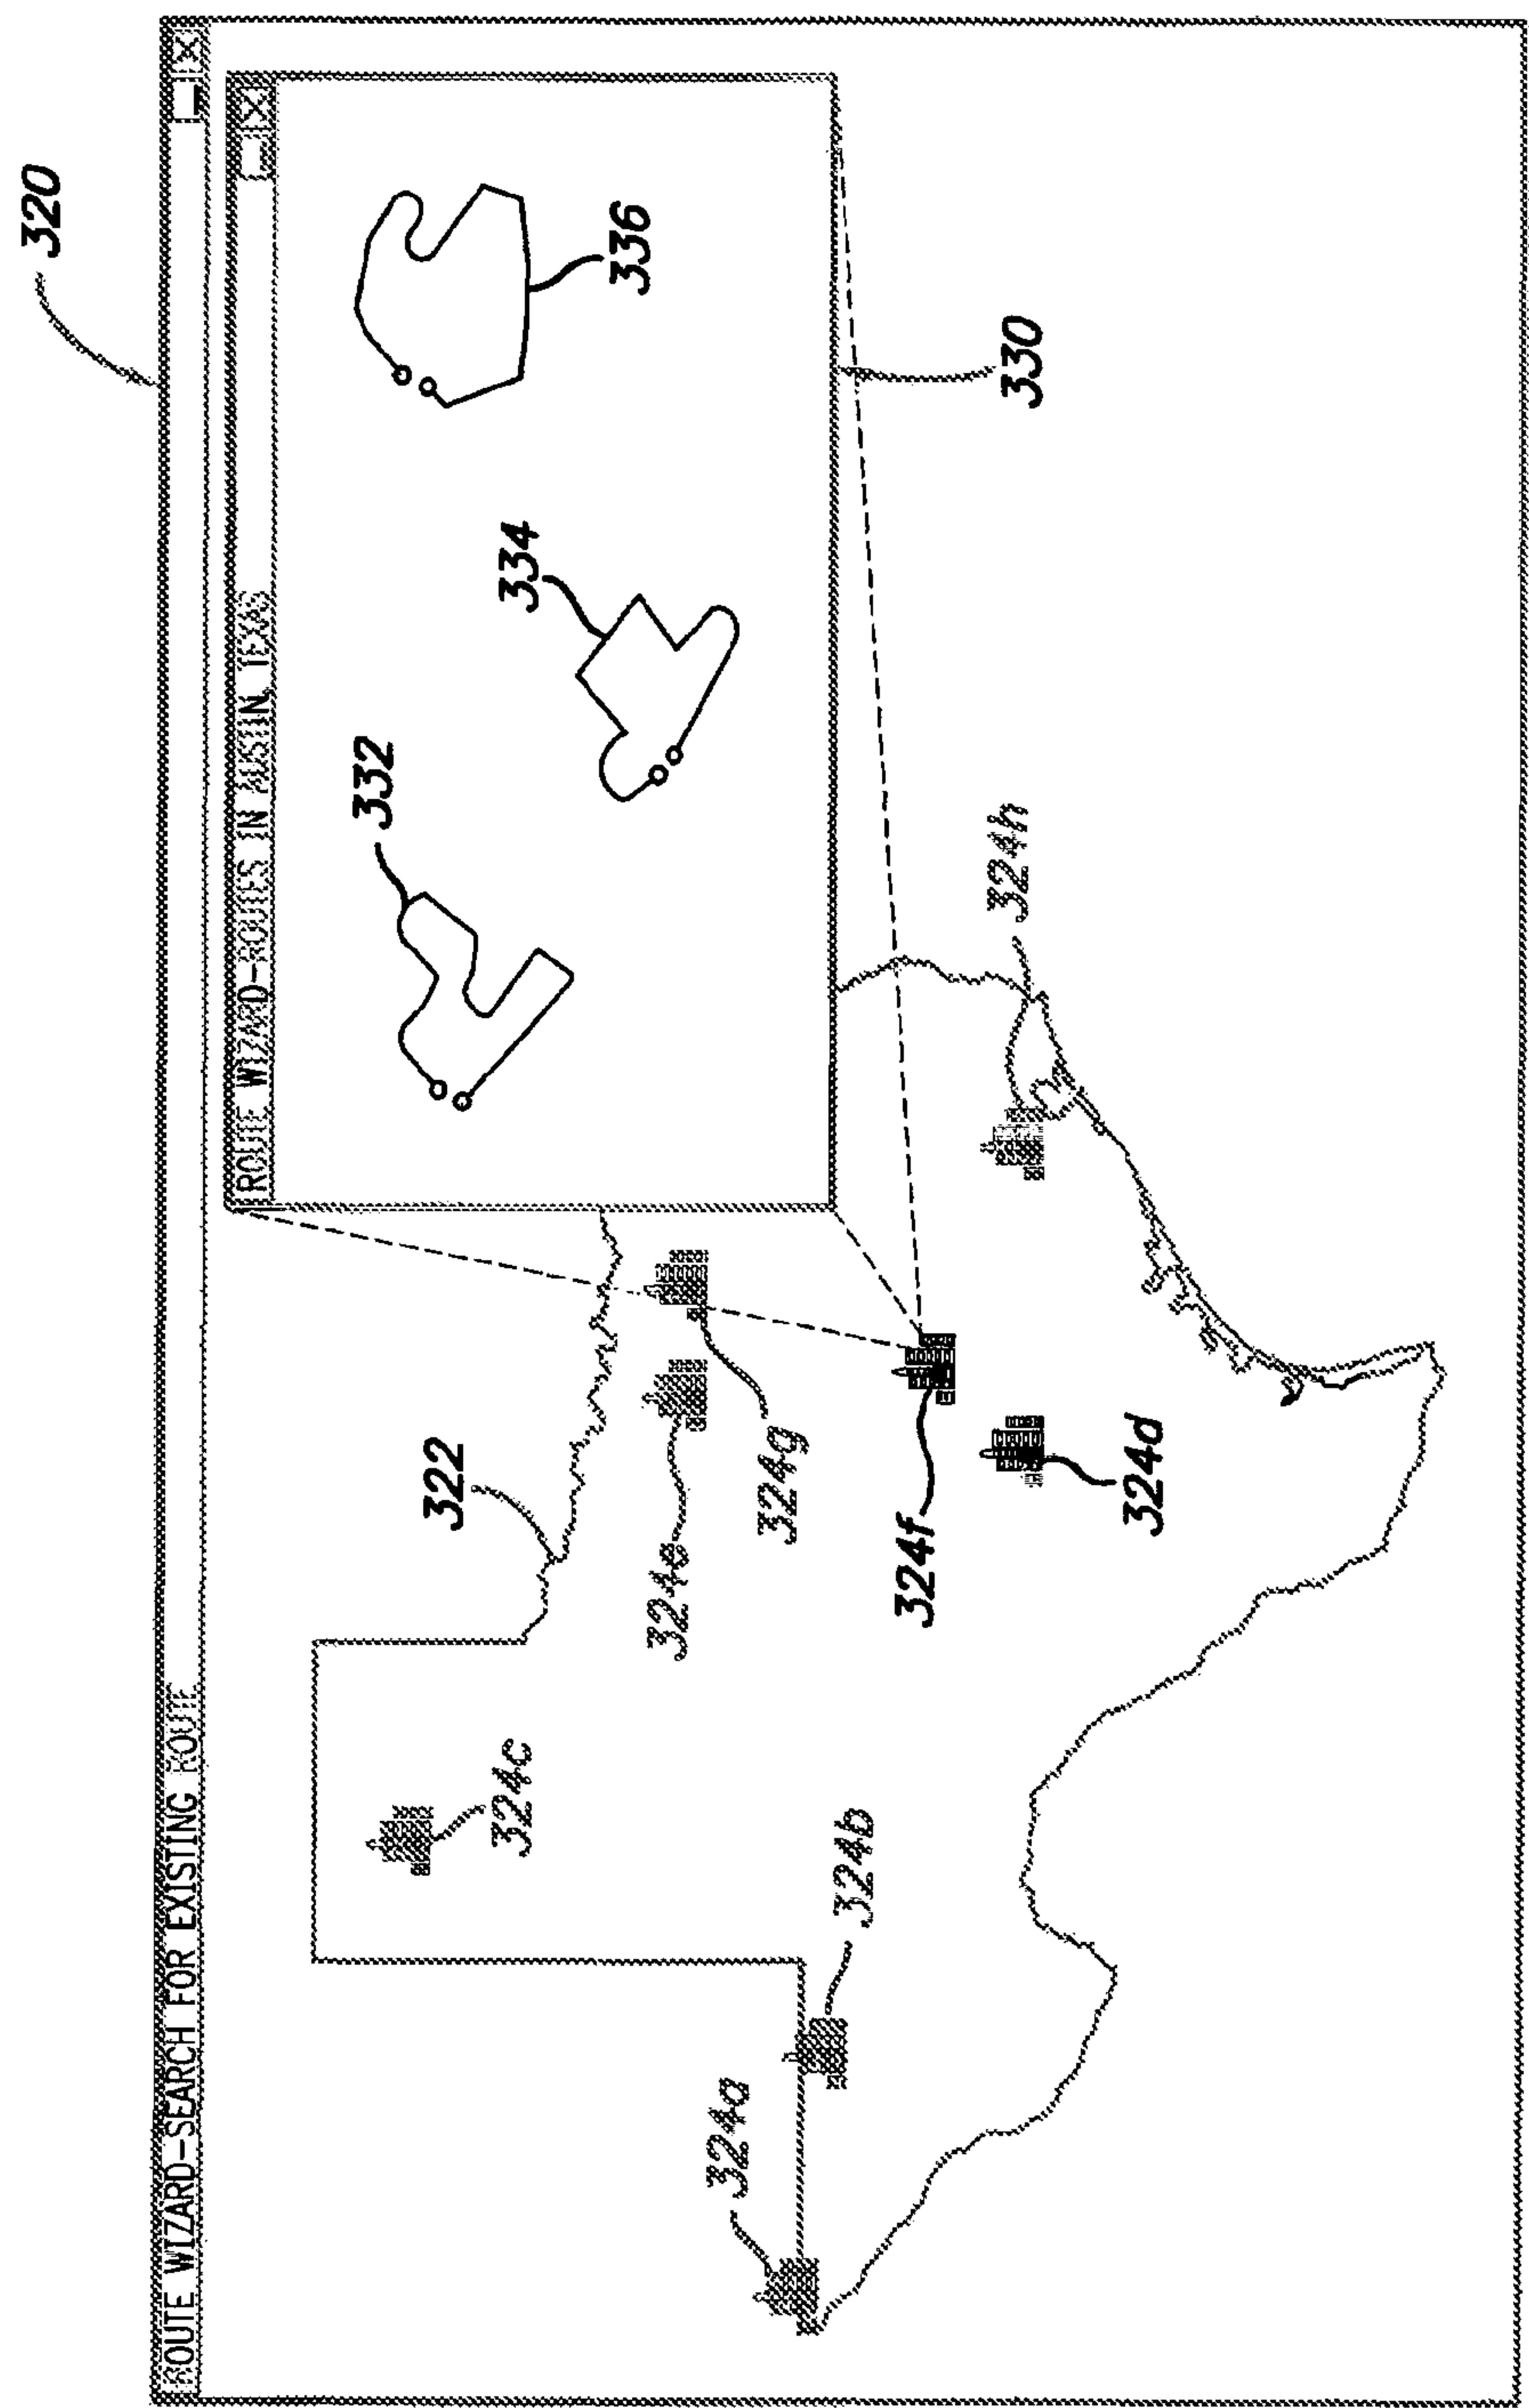 320
ROUTE WIZARD-SEARCH FOR EXISTING ROUTE
ROUTE WIZARD-ROUTES IN AUSTIN, TEXAS
332
334
336
330
322
324a
324b
324c
324e
324g
324f
324d
324h